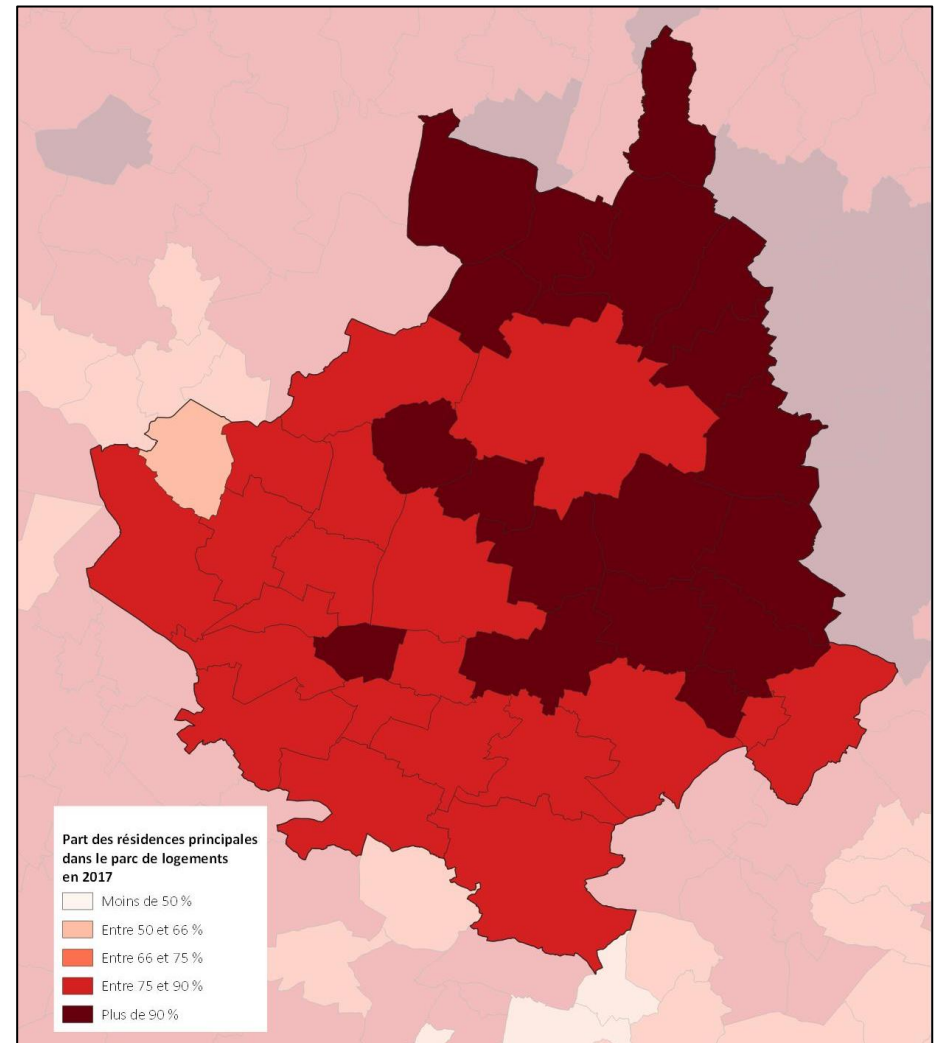 Part des résidences principales
dans le parc de logements
en 2017
Moins de 50 %
Entre 50 et 66 %
Entre 66 et 75 %
Entre 75 et 90 %
Plus de 90 %